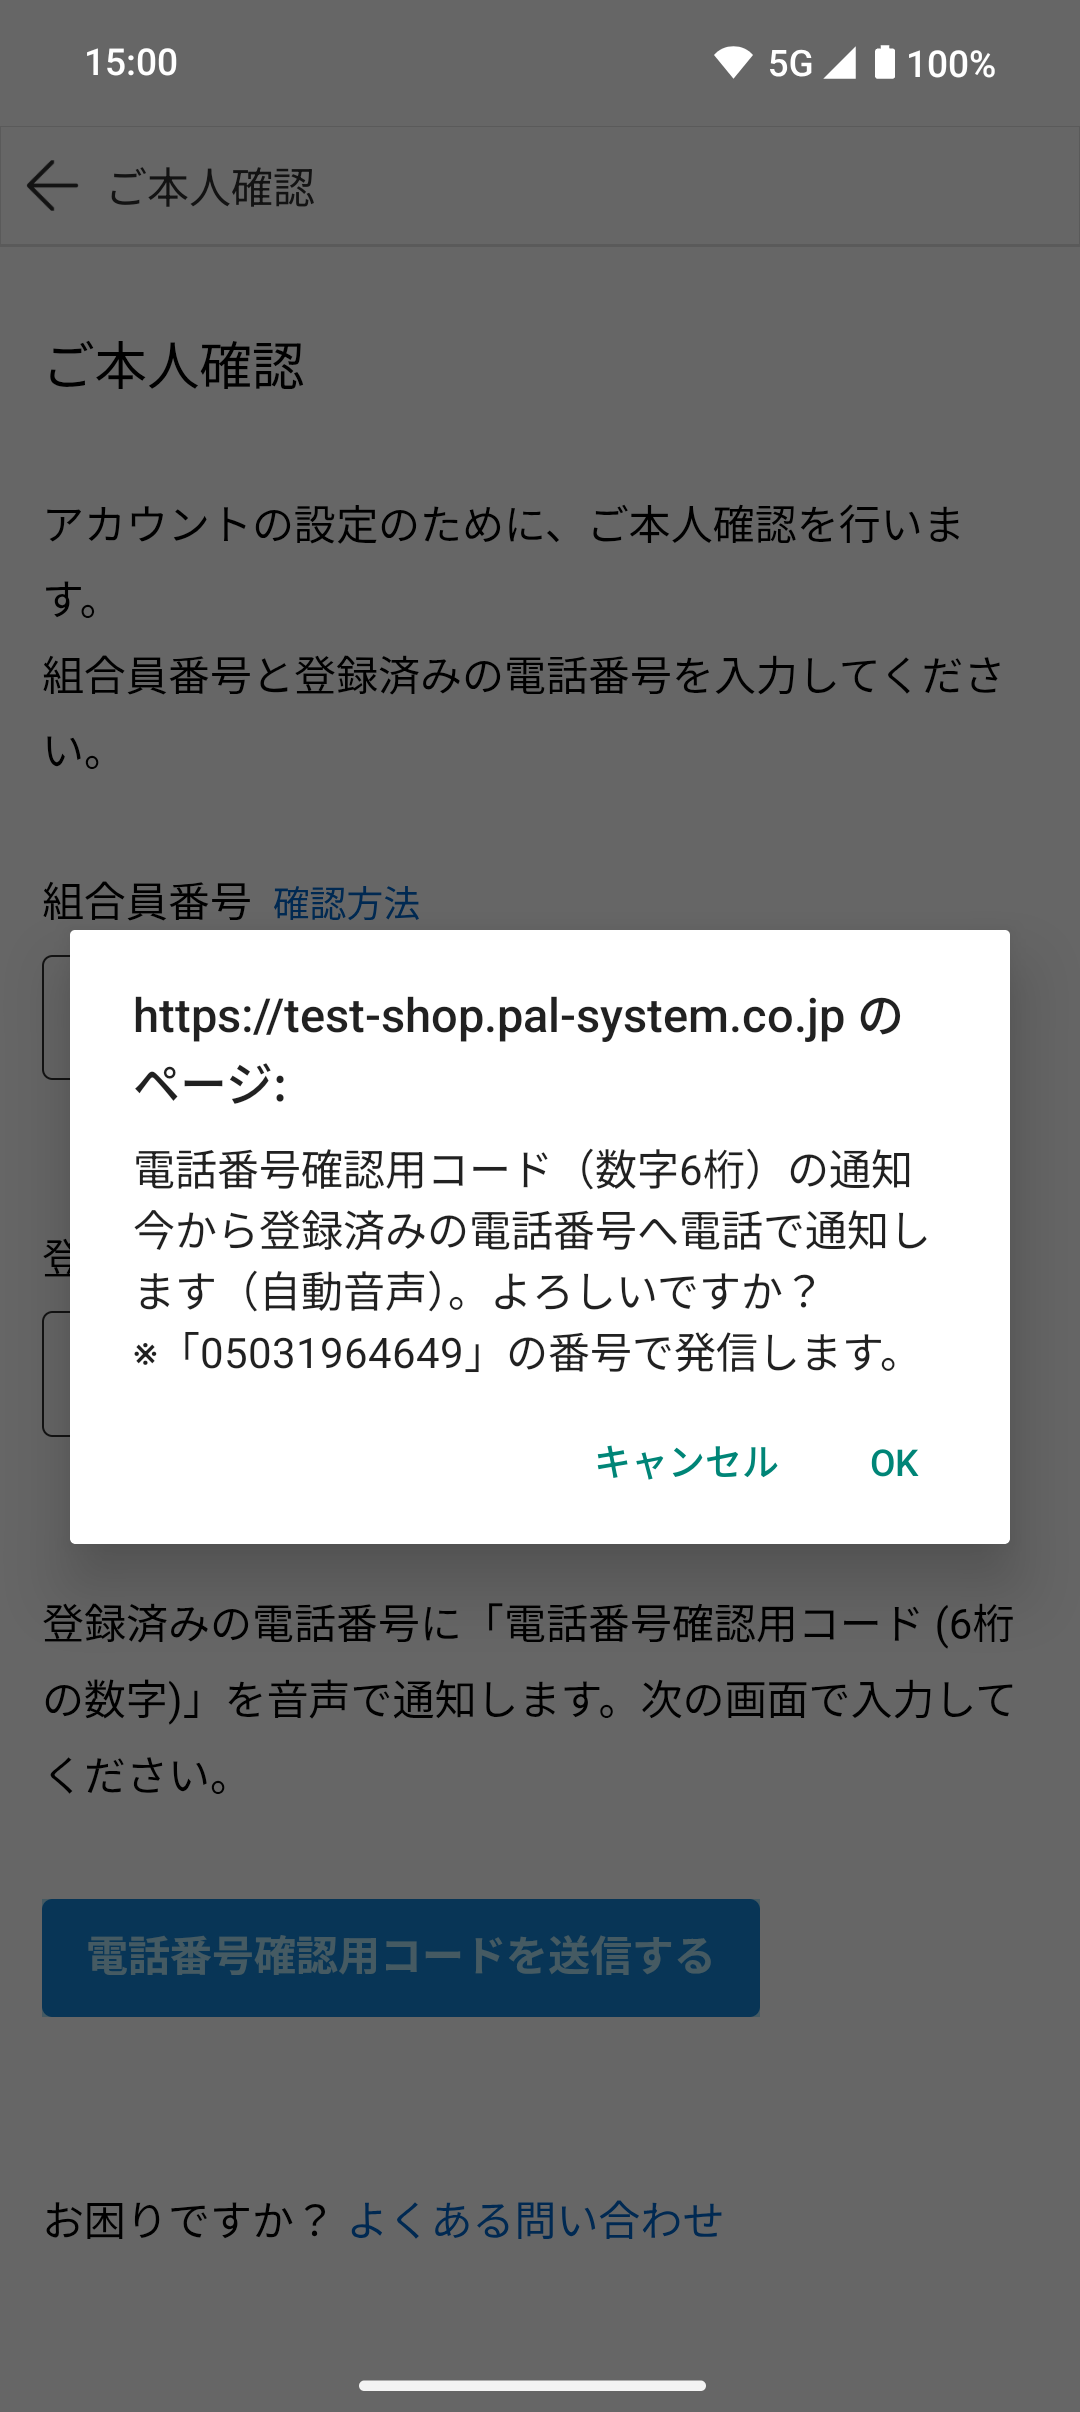 15:00
5G 100%
ご本人確認
ご本人確認
アカウントの設定のために、ご本人確認を行いま
す。
組合員番号と登録済みの電話番号を入力してくださ
い。
組合員番号 確認方法
https://test-shop.pal-system.co.jp の
ページ:
電話番号確認用コード（数字6桁）の通知
今から登録済みの電話番号へ電話で通知し
ます（自動音声）。よろしいですか？
※「05031964649」の番号で発信します。
登
キャンセル OK
登録済みの電話番号に「電話番号確認用コード (6桁
の数字)」を音声で通知します。次の画面で入力して
ください。
電話番号確認用コードを送信する
お困りですか？ よくある問い合わせ